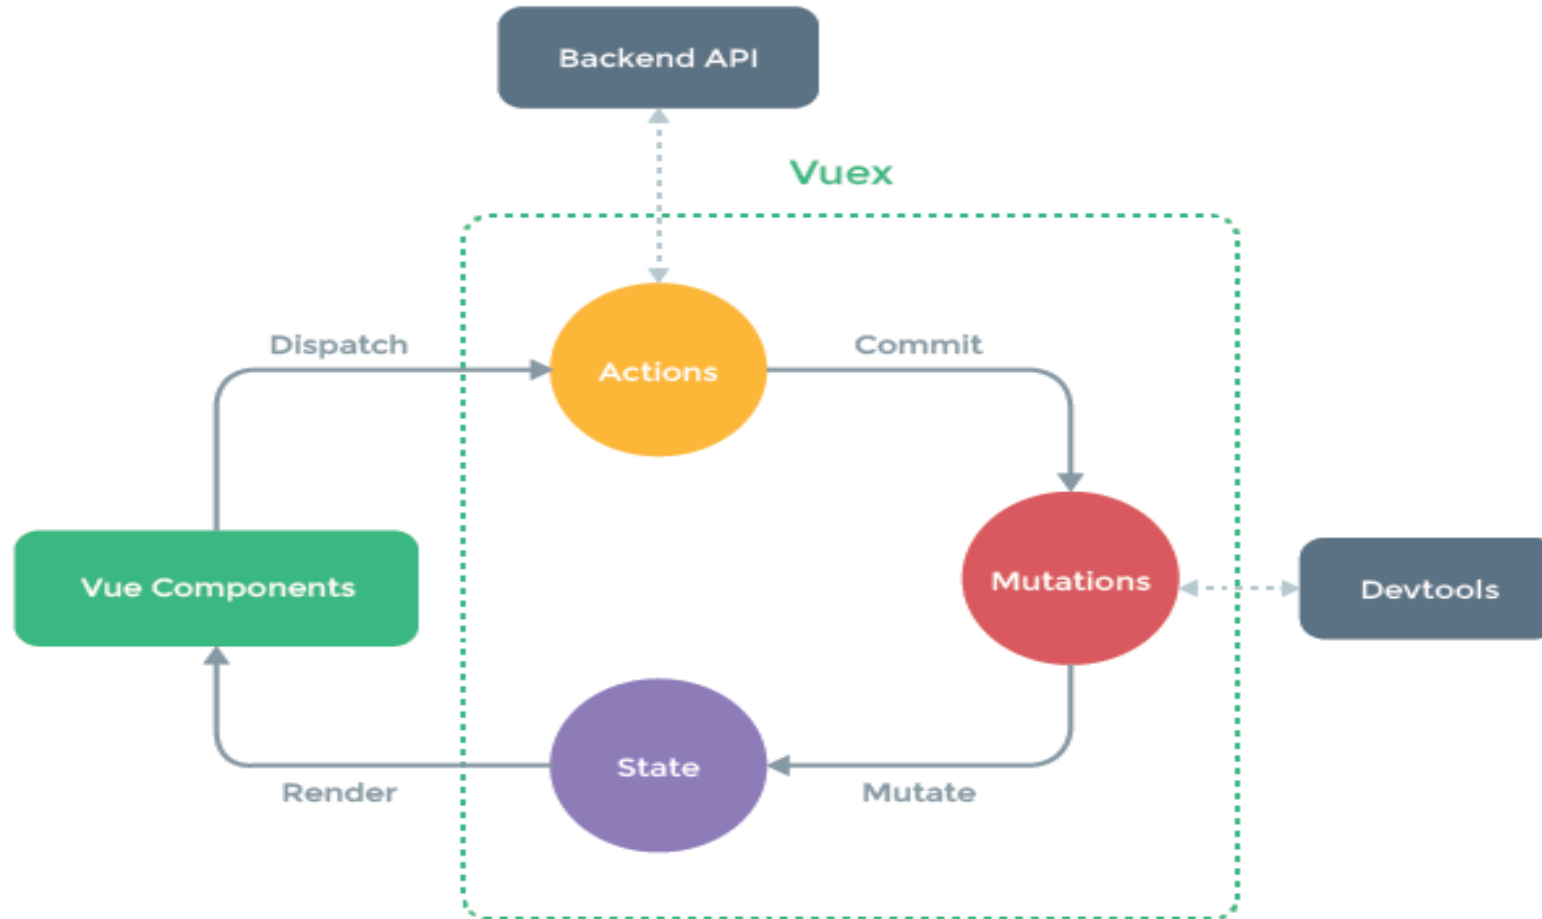 Backend API
Vuex
Dispatch
Commit
Actions
Mutations
Vue Components
Devtools
State
Render
Mutate